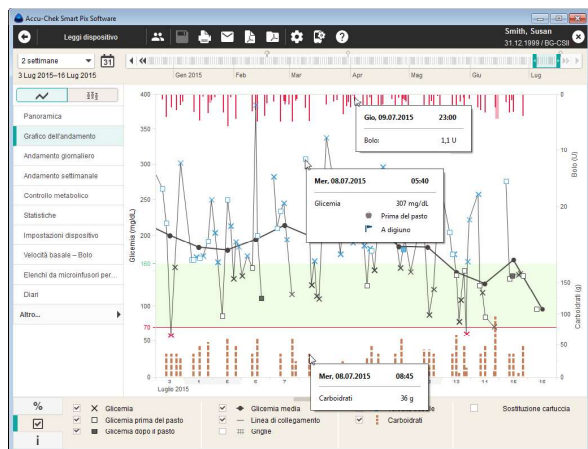 Accu-Chek Smart Pix Software
Leggi dispositivo
Smith, Susan
31.12.1999 / BG-CSII
2 settimane
31
3 Lug 2015–16 Lug 2015
Gen 2015 Feb Mar Apr Mag Giu Lug
Panoramica
Grafico dell'andamento
Andamento giornaliero
Andamento settimanale
Controllo metabolico
Statistiche
Impostazioni dispositivo
Velocità basale – Bolo
Elenchi da microinfusori per...
Diari
Altro...
Glicemia (mg/dL)
400
350
300
250
200
160
100
70
50
0
Bolo (U)
0
10
20
Carboidrati (g)
150
100
50
0
Gio, 09.07.2015 23:00
Bolo: 1,1 U
Mer, 08.07.2015 05:40
Glicemia 307 mg/dL
Prima del pasto
A digiuno
Mer, 08.07.2015 08:45
Carboidrati 36 g
Luglio 2015
%
i
Glicemia
Glicemia prima del pasto
Glicemia dopo il pasto
Glicemia media
Linea di collegamento
Griglie
Carboidrati
Sostituzione cartuccia